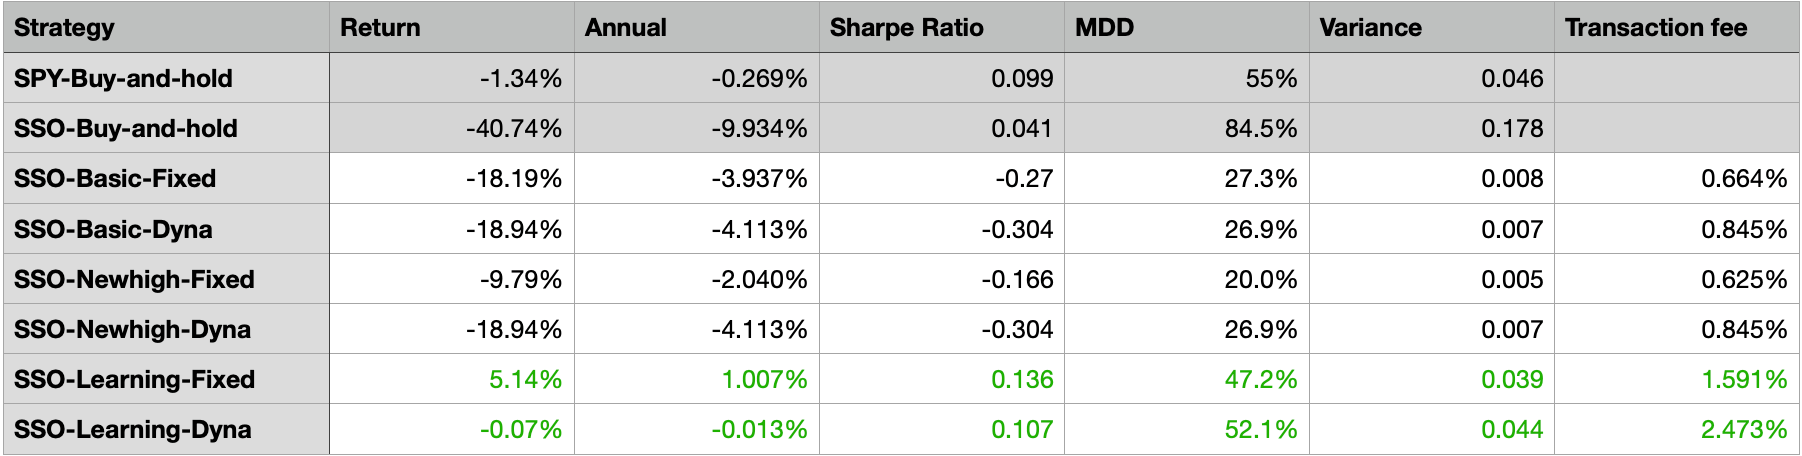 Strategy Return Annual Sharpe Ratio MDD Variance Transaction fee
SPY-Buy-and-hold -1.34% -0.269% 0.099 55% 0.046
SSO-Buy-and-hold -40.74% -9.934% 0.041 84.5% 0.178
SSO-Basic-Fixed -18.19% -3.937% -0.27 27.3% 0.008 0.664%
SSO-Basic-Dyna -18.94% -4.113% -0.304 26.9% 0.007 0.845%
SSO-Newhigh-Fixed -9.79% -2.040% -0.166 20.0% 0.005 0.625%
SSO-Newhigh-Dyna -18.94% -4.113% -0.304 26.9% 0.007 0.845%
SSO-Learning-Fixed 5.14% 1.007% 0.136 47.2% 0.039 1.591%
SSO-Learning-Dyna -0.07% -0.013% 0.107 52.1% 0.044 2.473%